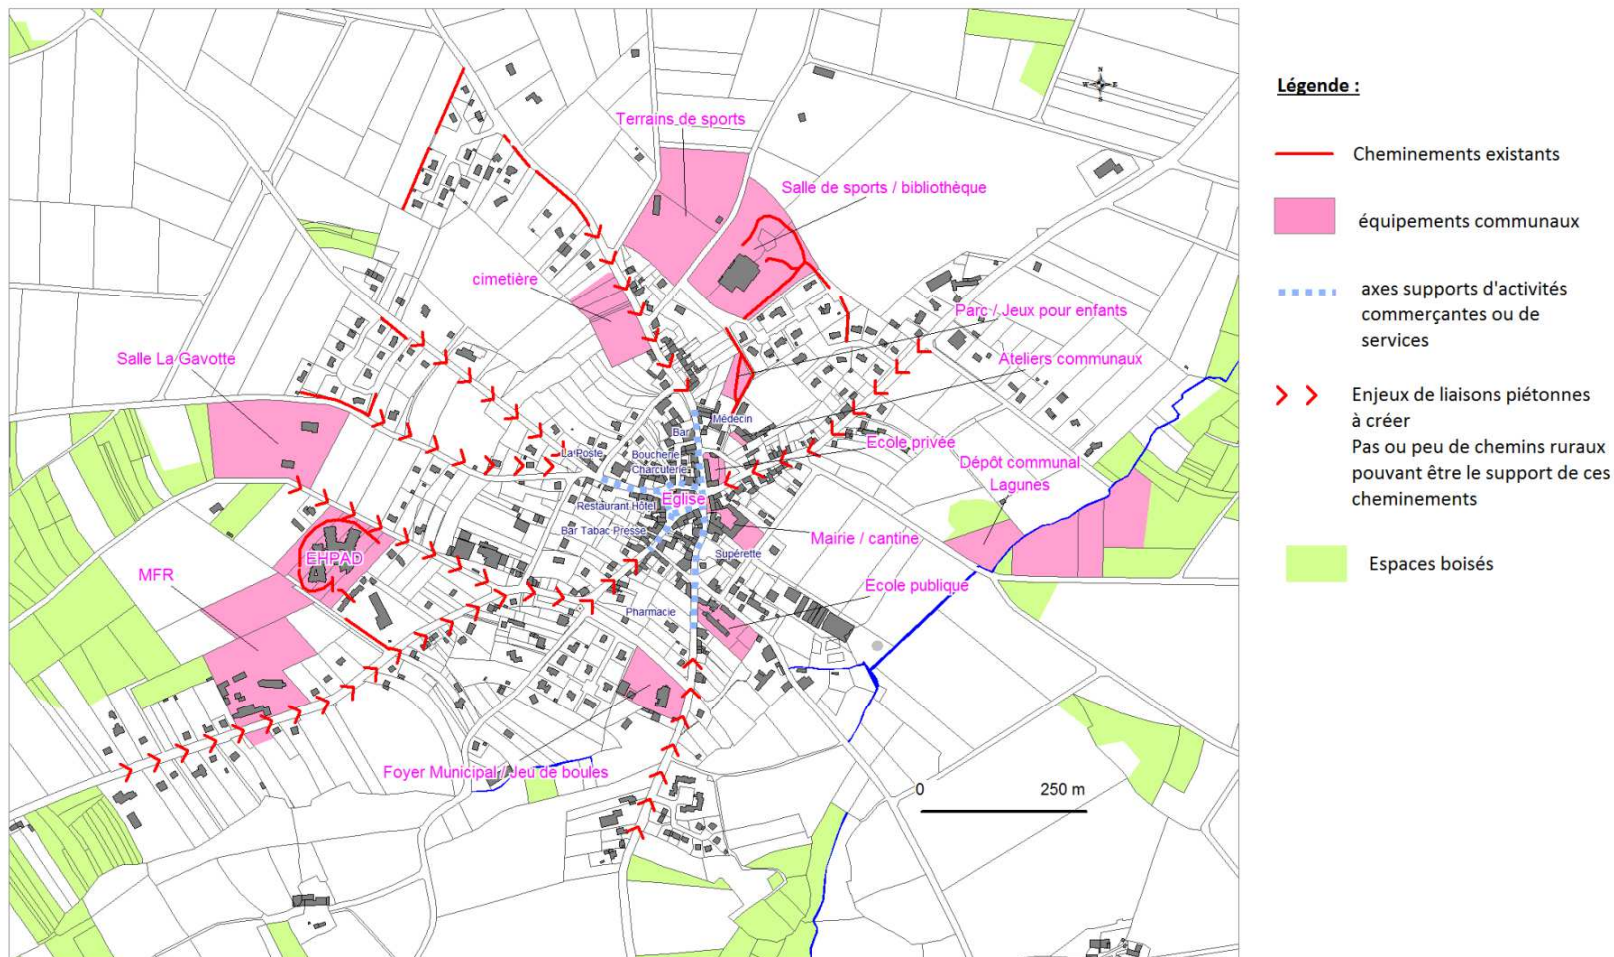 N
W E
S
Terrains de sports
Salle de sports / bibliothèque
cimetière
Parc / Jeux pour enfants
Salle La Gavotte
Ateliers communaux
Médecin
Bar
Ecole privée
La Poste
Boucherie
Charcuterie
Dépôt communal
Lagunes
Eglise
Restaurant Hôtel
Bar Tabac Presse
Mairie / cantine
Supérette
EHPAD
MFR
Ecole publique
Pharmacie
Foyer Municipal / Jeu de boules
0 250 m
Légende :
Cheminements existants
équipements communaux
axes supports d'activités
commerçantes ou de
services
Enjeux de liaisons piétonnes
à créer
Pas ou peu de chemins ruraux
pouvant être le support de ces
cheminements
Espaces boisés